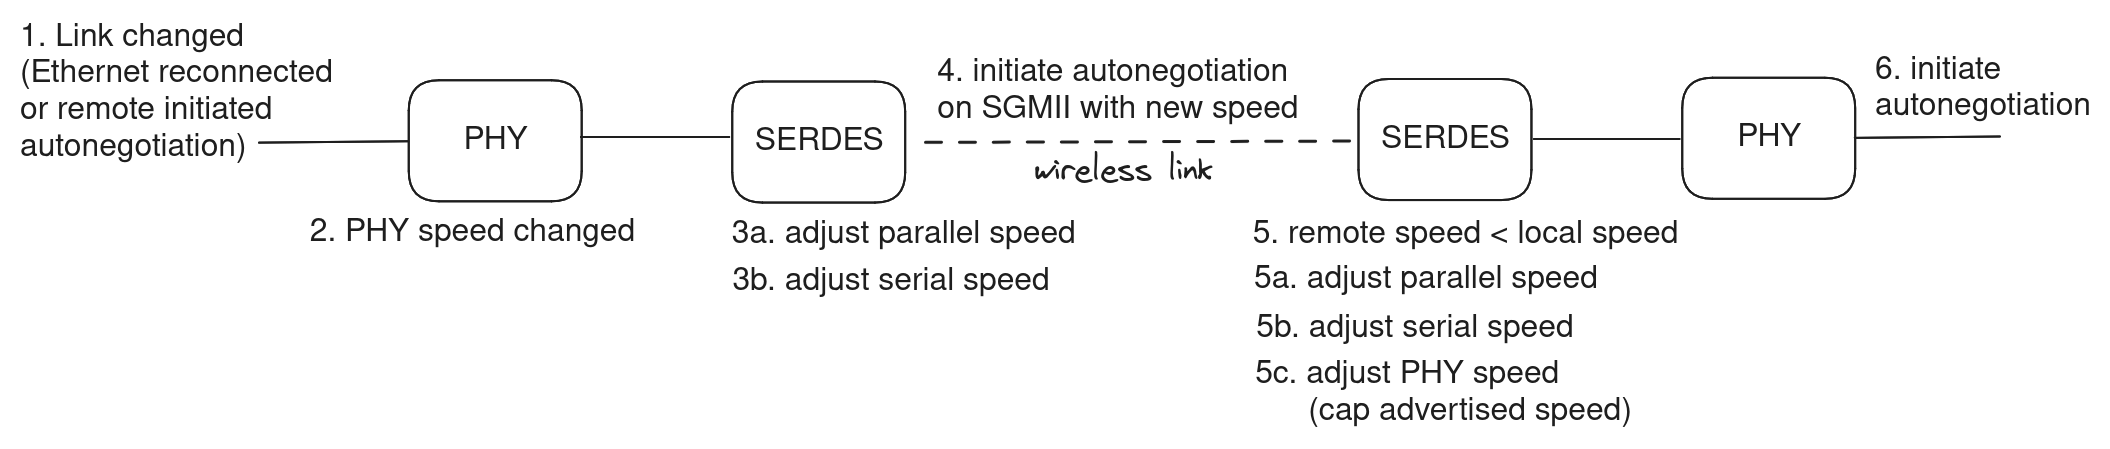 1. Link changed
(Ethernet reconnected
or remote initiated
autonegotiation)
PHY
2. PHY speed changed
SERDES
3a. adjust parallel speed
3b. adjust serial speed
4. initiate autonegotiation
on SGMII with new speed
wireless link
SERDES
5. remote speed < local speed
5a. adjust parallel speed
5b. adjust serial speed
5c. adjust PHY speed
(cap advertised speed)
PHY
6. initiate
autonegotiation